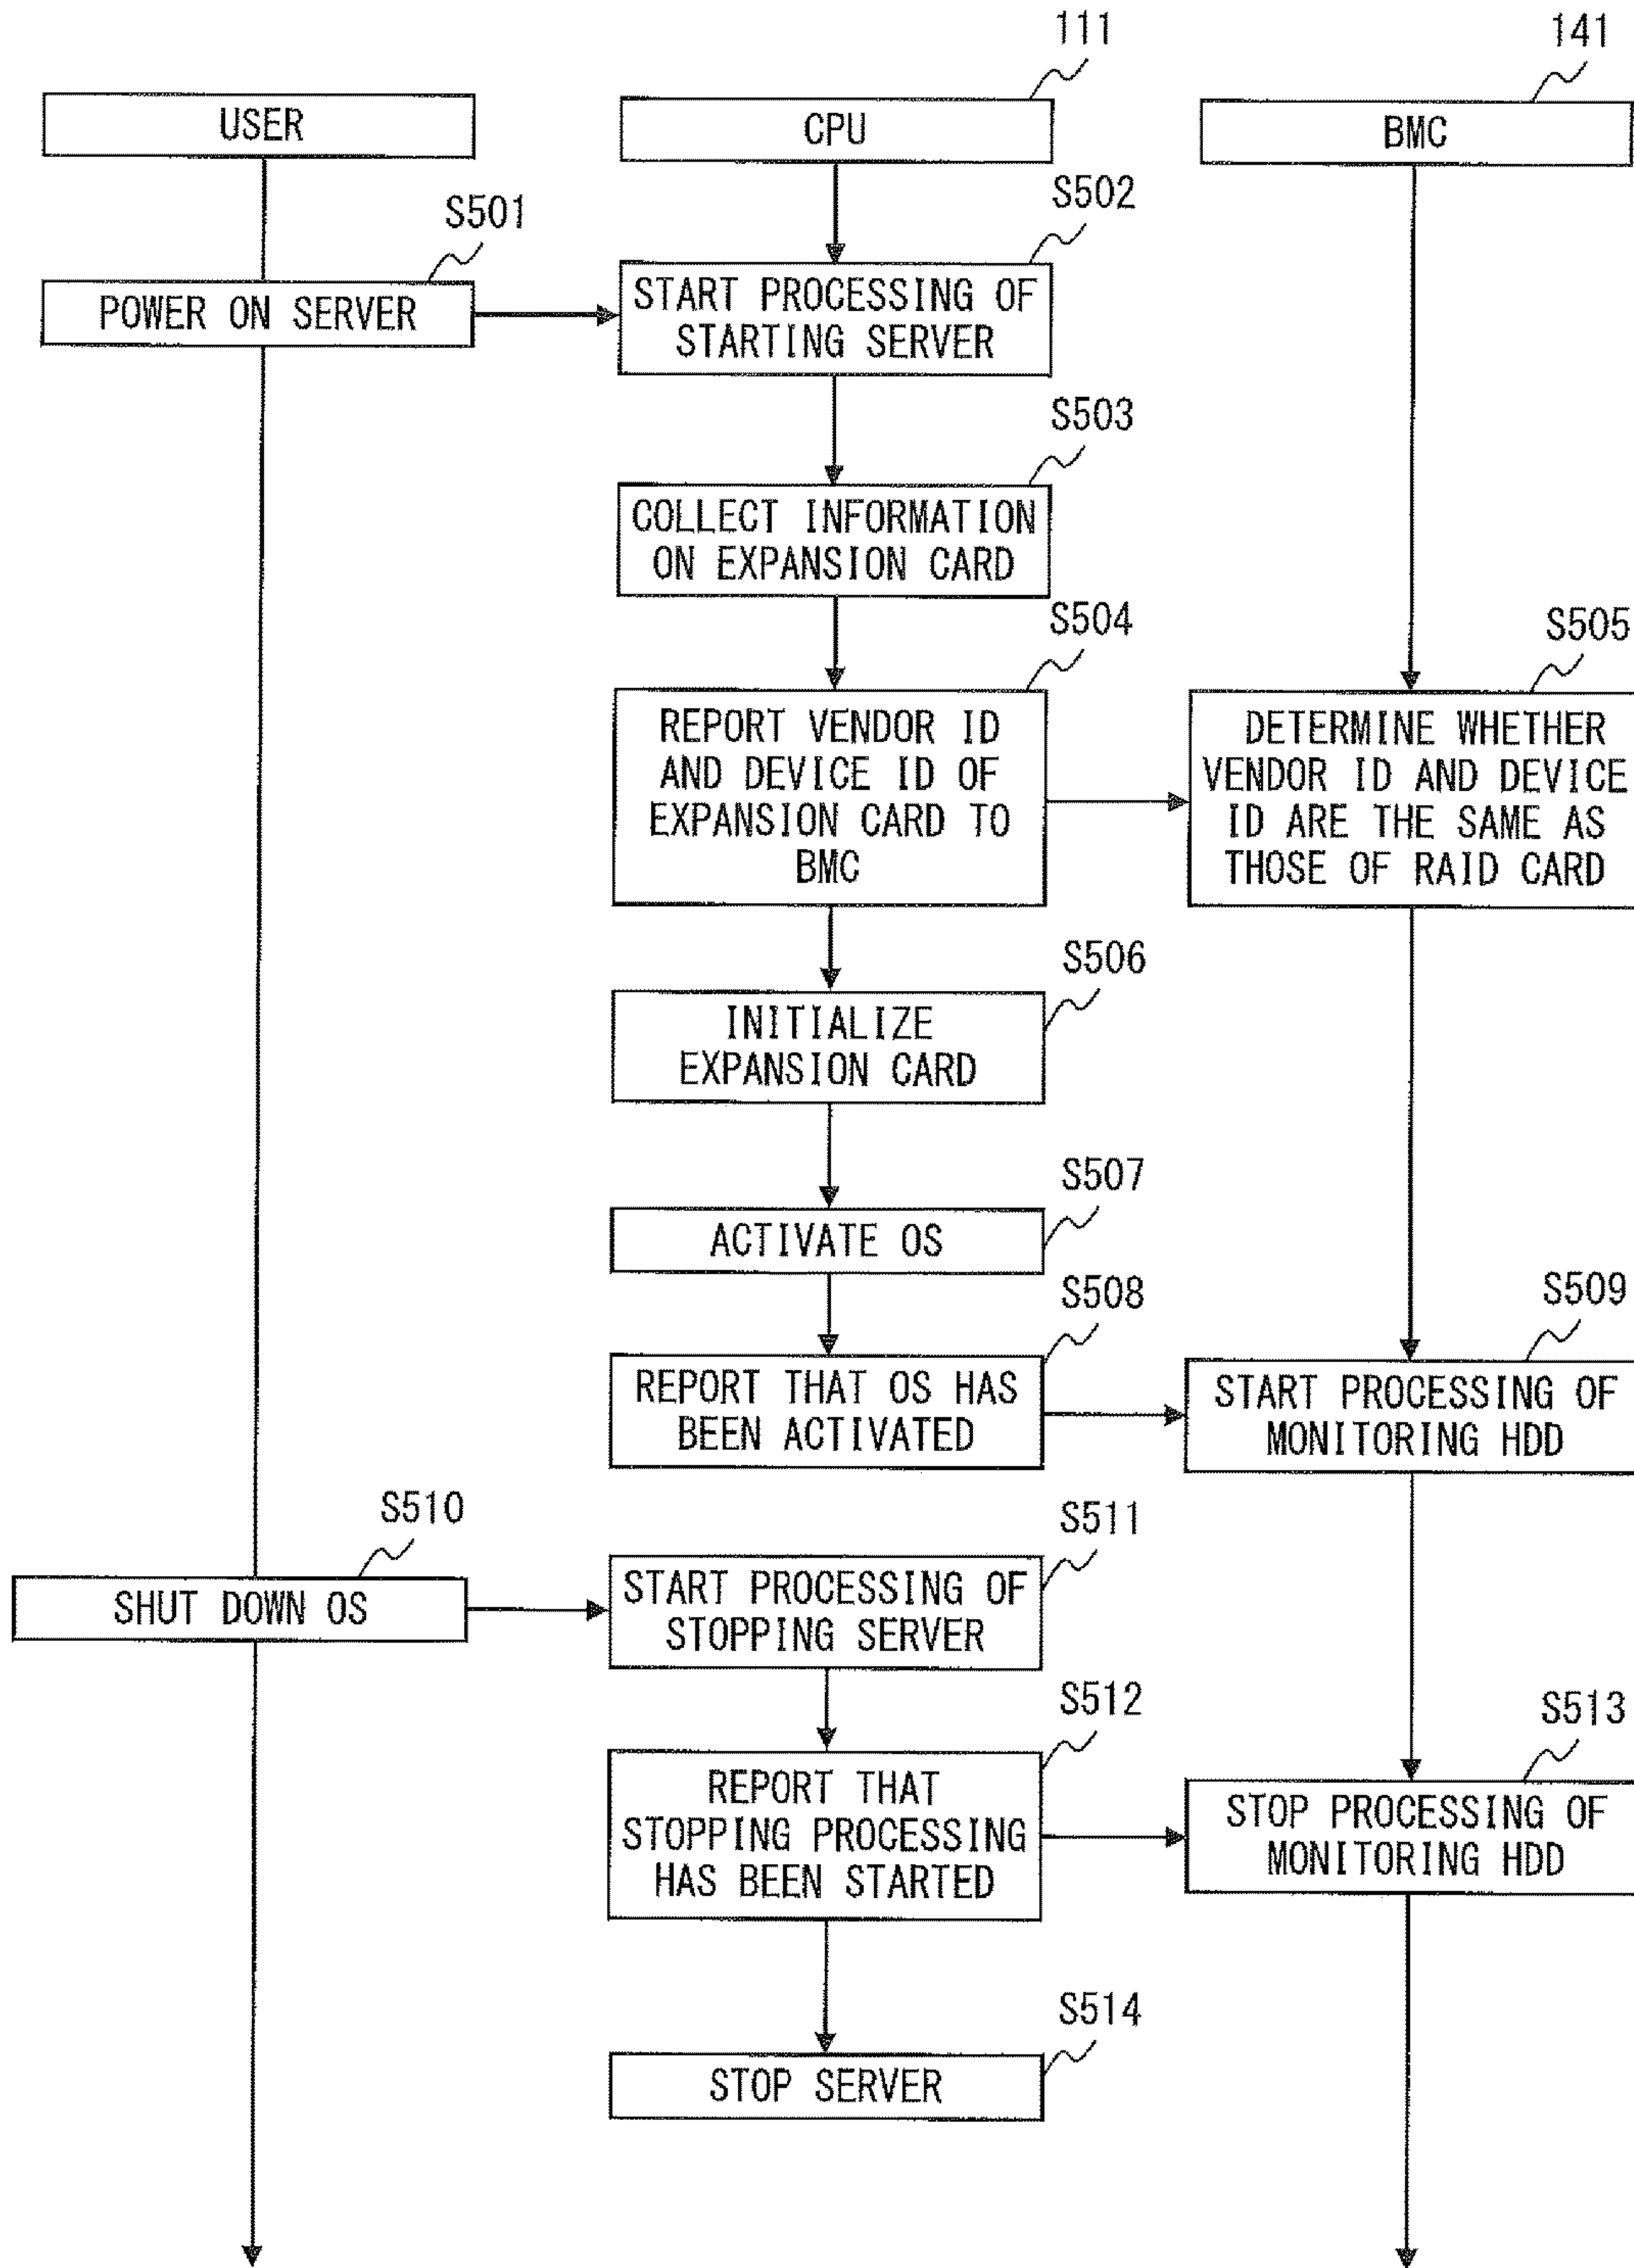 111
141
USER
CPU
BMC
S501
S502
POWER ON SERVER
START PROCESSING OF
STARTING SERVER
S503
COLLECT INFORMATION
ON EXPANSION CARD
S504
S505
REPORT VENDOR ID
AND DEVICE ID OF
EXPANSION CARD TO
BMC
DETERMINE WHETHER
VENDOR ID AND DEVICE
ID ARE THE SAME AS
THOSE OF RAID CARD
S506
INITIALIZE
EXPANSION CARD
S507
ACTIVATE OS
S508
S509
REPORT THAT OS HAS
BEEN ACTIVATED
START PROCESSING OF
MONITORING HDD
S510
S511
SHUT DOWN OS
START PROCESSING OF
STOPPING SERVER
S512
S513
REPORT THAT
STOPPING PROCESSING
HAS BEEN STARTED
STOP PROCESSING OF
MONITORING HDD
S514
STOP SERVER